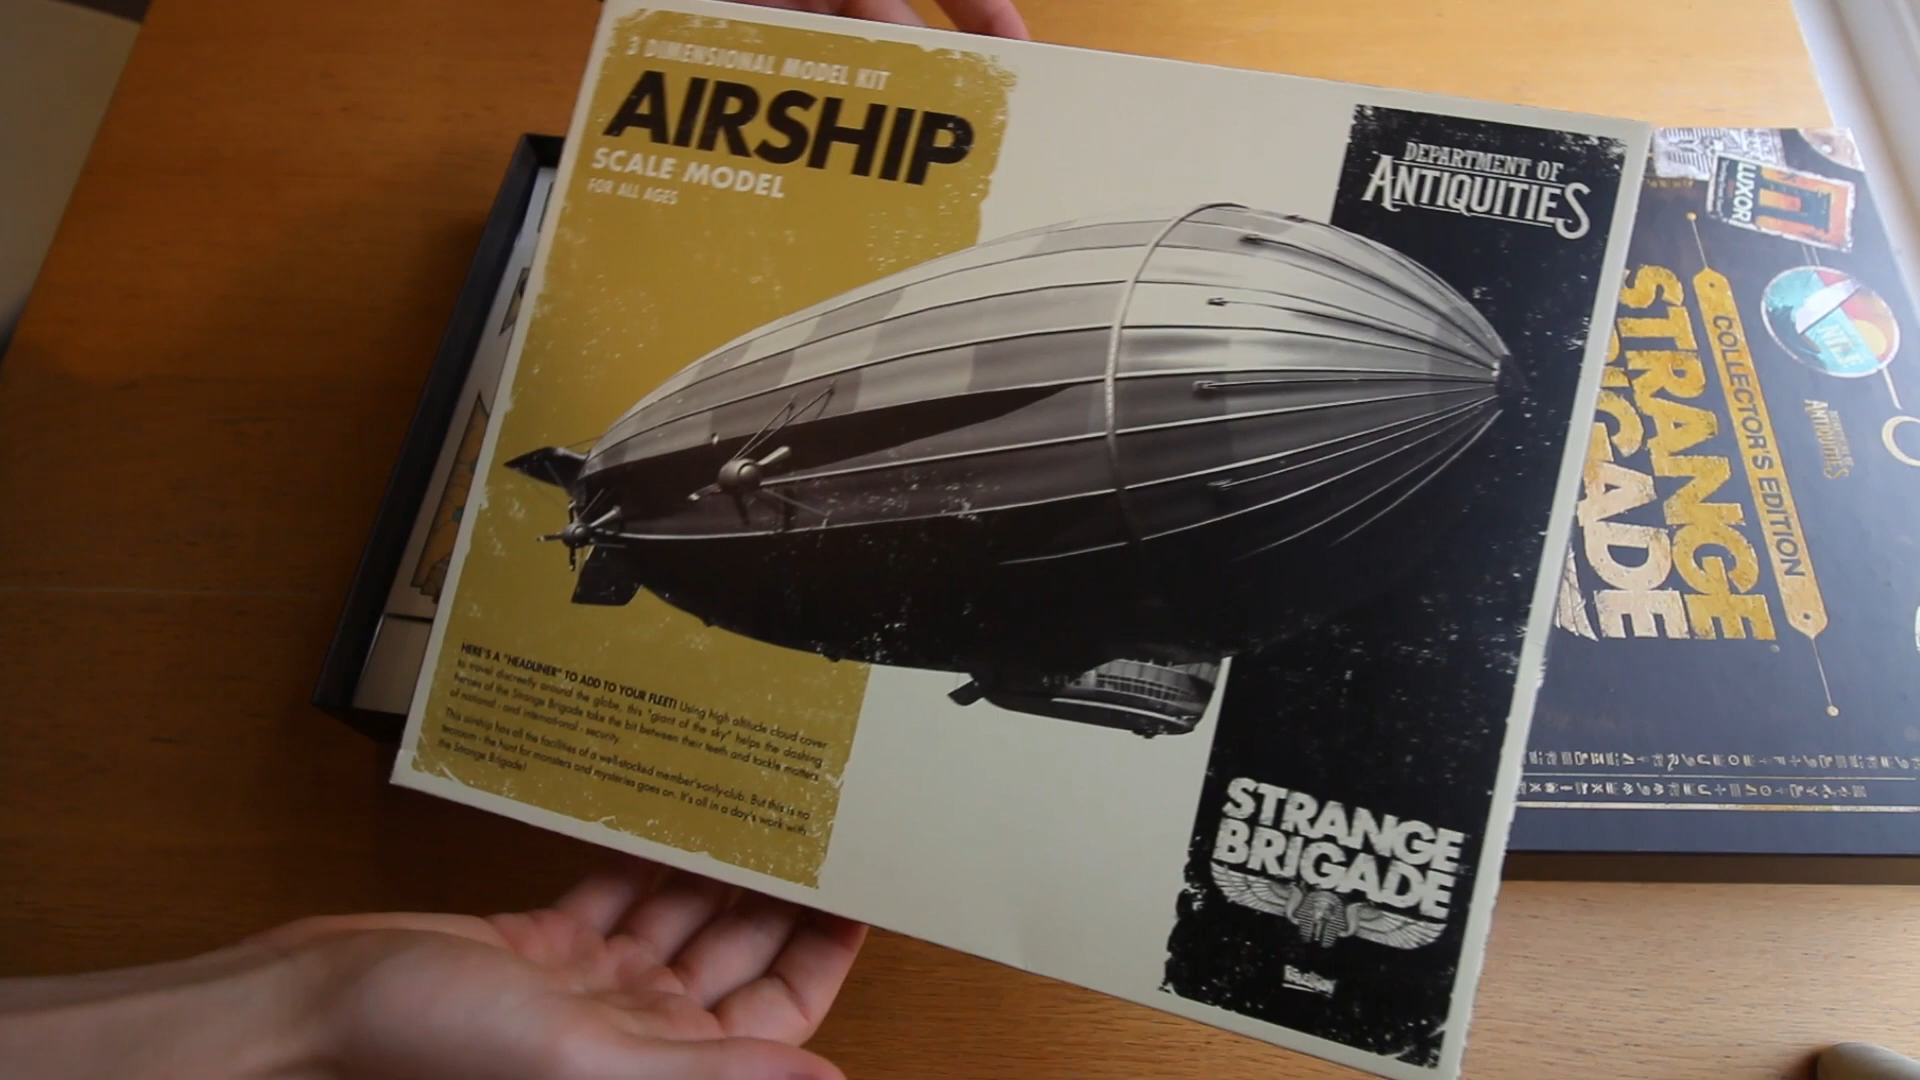 3 DIMENSIONAL MODEL KIT
AIRSHIP
SCALE MODEL
FOR ALL AGES
DEPARTMENT OF
ANTIQUITIES
HERE'S A "HEADLINER" TO ADD TO YOUR FLEET! Using high altitude cloud cover
to travel discreetly around the globe, this "giant of the sky" helps the dashing
heroes of the Strange Brigade take the bit between their teeth and tackle matters
of national - and international - security.
This airship has all the facilities of a well-stocked member's-only-club. But this is no
tearoom - the hunt for monsters and mysteries goes on. It's all in a day's work with
the Strange Brigade!
STRANGE
BRIGADE
REBELLION
LUXOR
NILE
COLLECTOR'S EDITION
STRANGE
BRIGADE
ANTIQUITIES